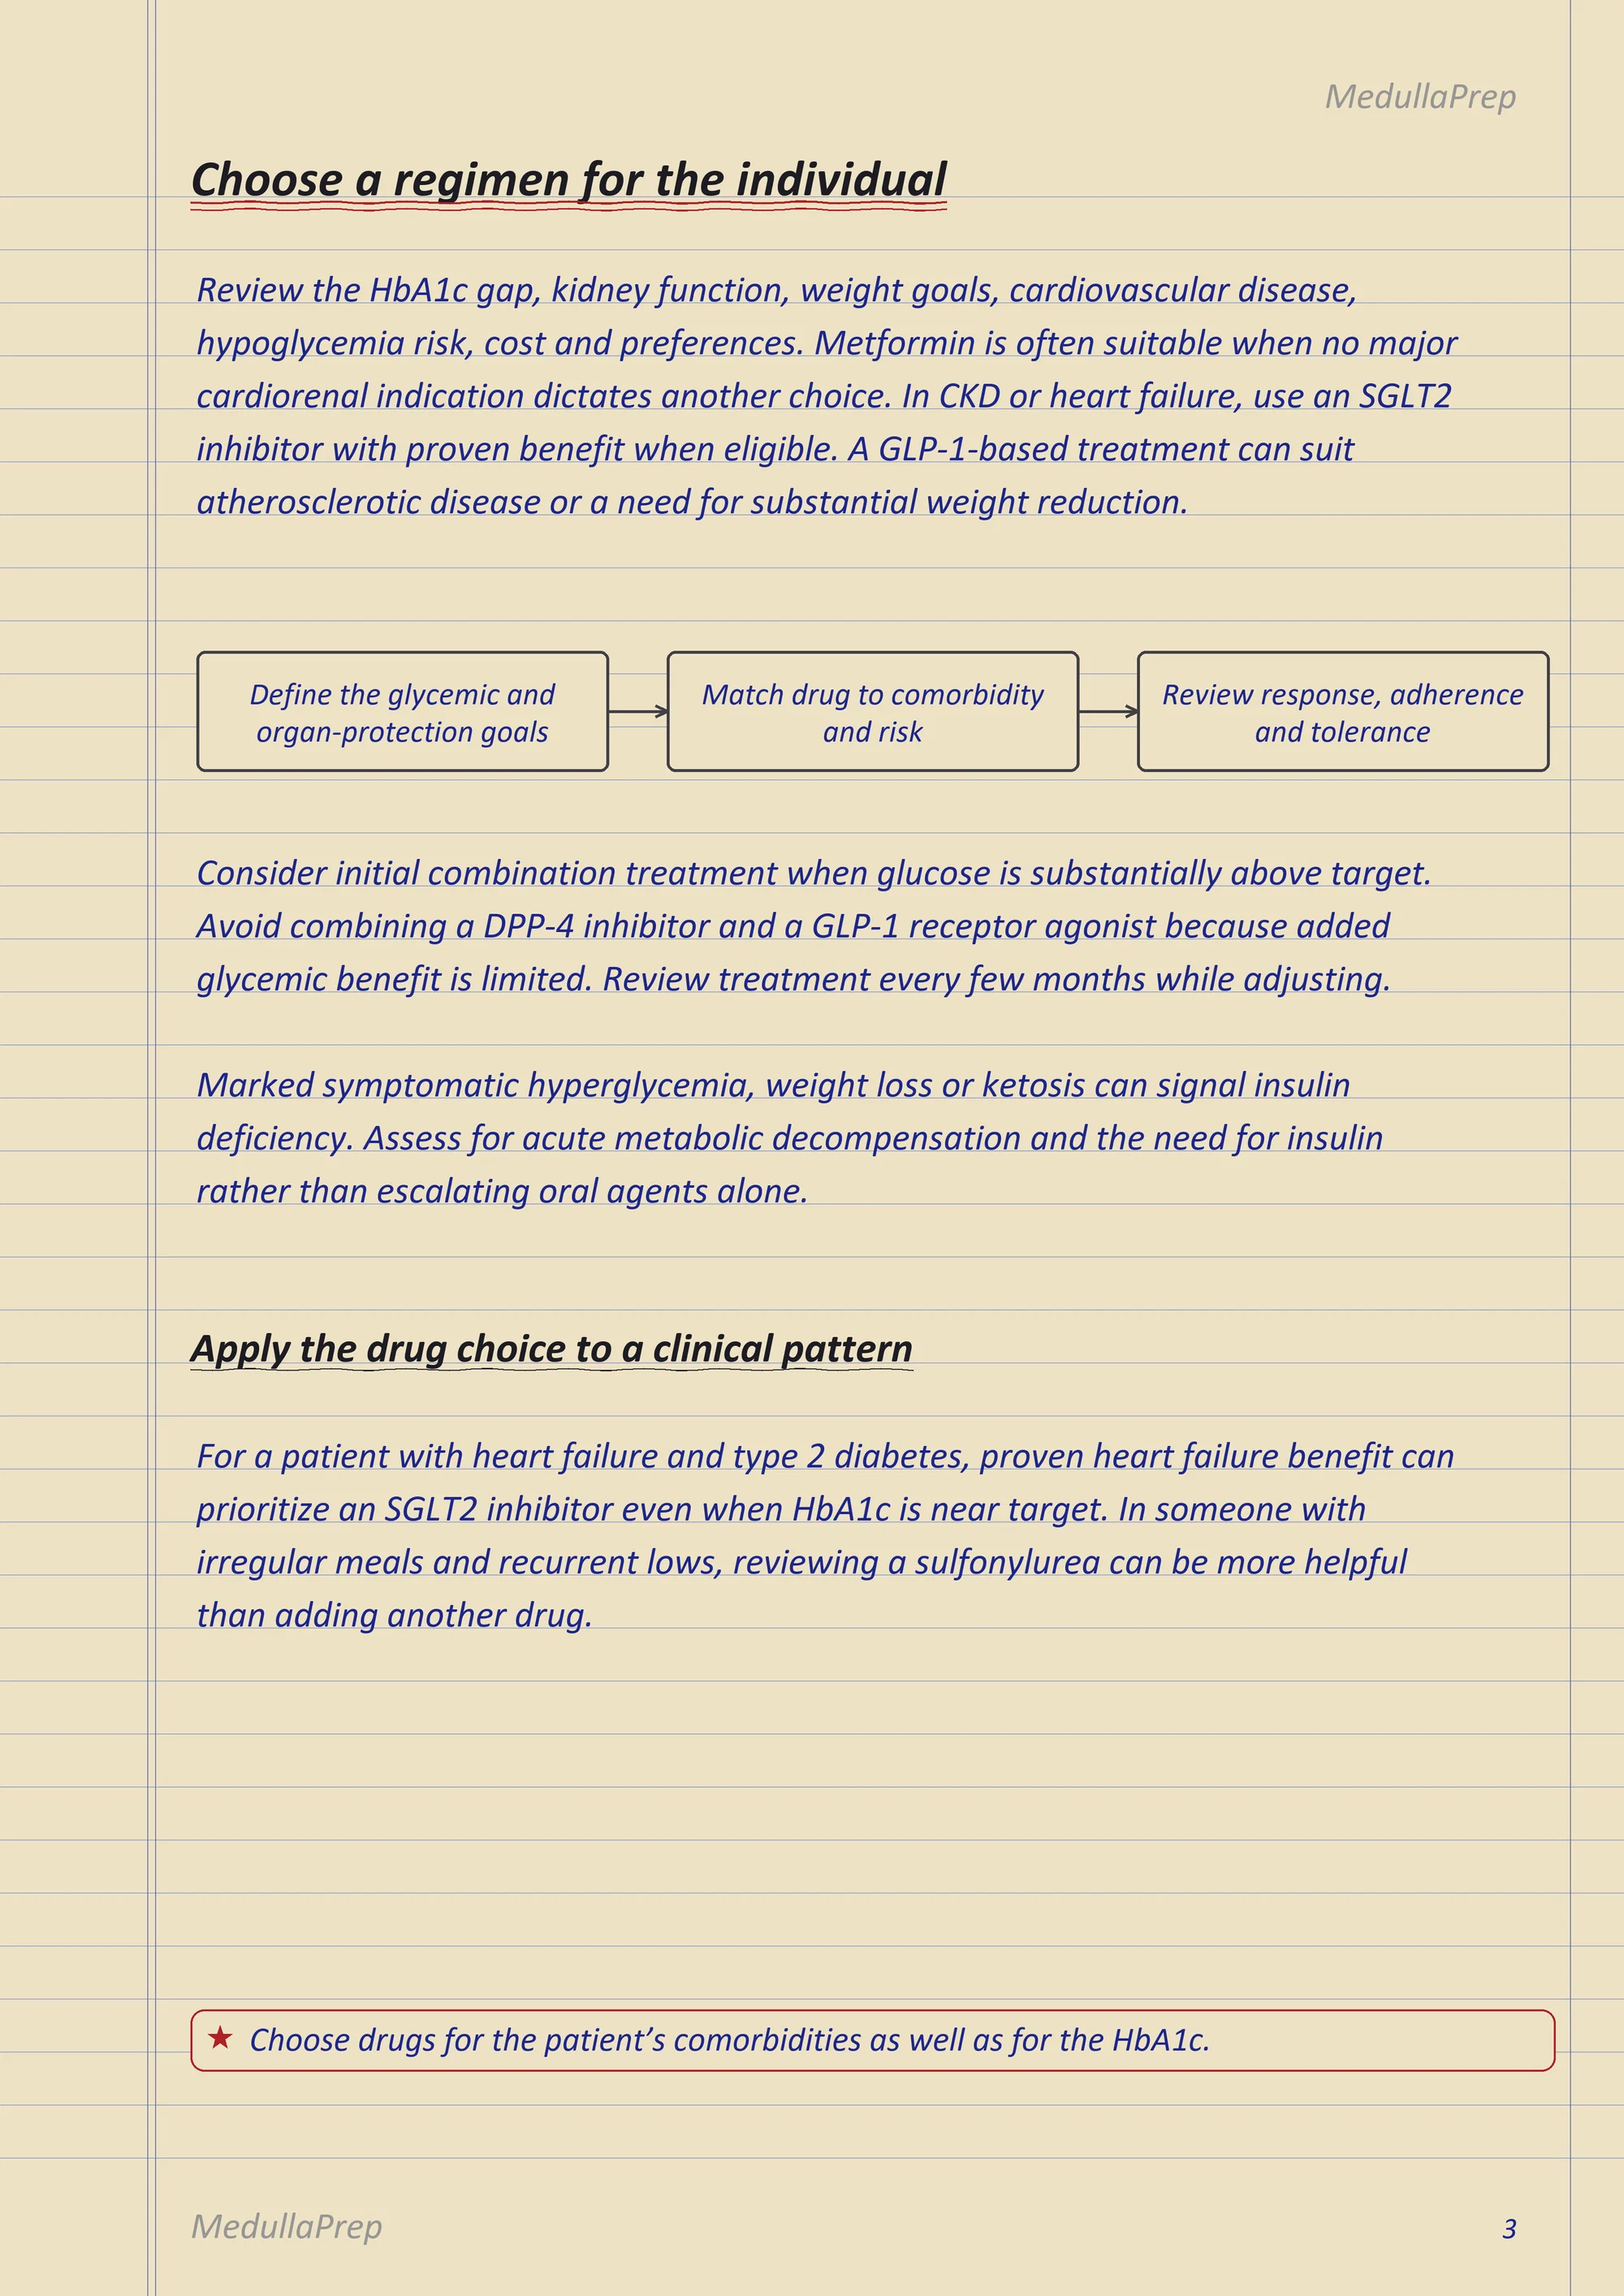 MedullaPrep
Choose a regimen for the individual
Review the HbA1c gap, kidney function, weight goals, cardiovascular disease,
hypoglycemia risk, cost and preferences. Metformin is often suitable when no major
cardiorenal indication dictates another choice. In CKD or heart failure, use an SGLT2
inhibitor with proven benefit when eligible. A GLP-1-based treatment can suit
atherosclerotic disease or a need for substantial weight reduction.
Define the glycemic and
organ-protection goals
Match drug to comorbidity
and risk
Review response, adherence
and tolerance
Consider initial combination treatment when glucose is substantially above target.
Avoid combining a DPP-4 inhibitor and a GLP-1 receptor agonist because added
glycemic benefit is limited. Review treatment every few months while adjusting.
Marked symptomatic hyperglycemia, weight loss or ketosis can signal insulin
deficiency. Assess for acute metabolic decompensation and the need for insulin
rather than escalating oral agents alone.
Apply the drug choice to a clinical pattern
For a patient with heart failure and type 2 diabetes, proven heart failure benefit can
prioritize an SGLT2 inhibitor even when HbA1c is near target. In someone with
irregular meals and recurrent lows, reviewing a sulfonylurea can be more helpful
than adding another drug.
★ Choose drugs for the patient’s comorbidities as well as for the HbA1c.
MedullaPrep
3